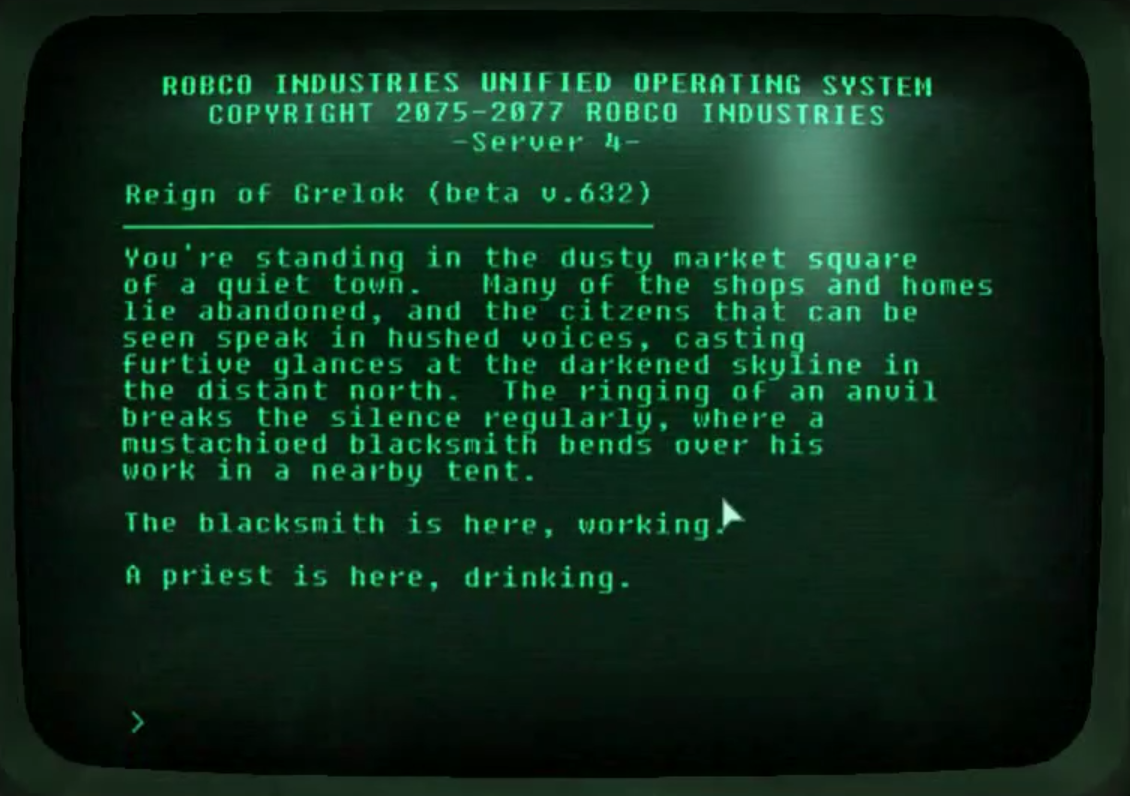 ROBCO INDUSTRIES UNIFIED OPERATING SYSTEM
COPYRIGHT 2075-2077 ROBCO INDUSTRIES
-Server 4-
Reign of Grelok (beta v.632)
You're standing in the dusty market square
of a quiet town.  Many of the shops and homes
lie abandoned, and the citzens that can be
seen speak in hushed voices, casting
furtive glances at the darkened skyline in
the distant north.  The ringing of an anvil
breaks the silence regularly, where a
mustachioed blacksmith bends over his
work in a nearby tent.
The blacksmith is here, working.
A priest is here, drinking.
>